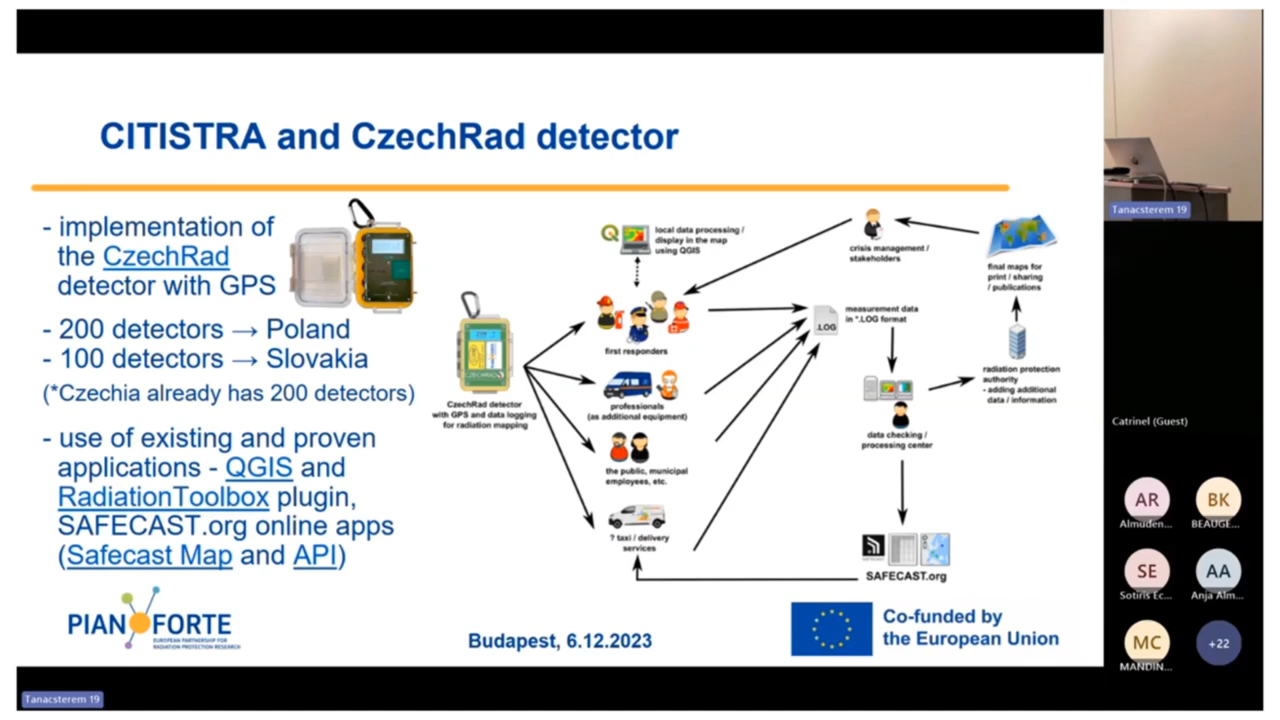 CITISTRA and CzechRad detector
- implementation of
the CzechRad
detector with GPS
- 200 detectors → Poland
- 100 detectors → Slovakia
(*Czechia already has 200 detectors)
- use of existing and proven
applications - QGIS and
RadiationToolbox plugin,
SAFECAST.org online apps
(Safecast Map and API)
local data processing /
display in the map
using QGIS
crisis management /
stakeholders
final maps for
print / sharing
/ publications
first responders
.LOG
measurement data
in *.LOG format
radiation protection
authority
- adding additional
data / information
CzechRad detector
with GPS and data logging
for radiation mapping
professionals
(as additional equipment)
data checking /
processing center
the public, municipal
employees, etc.
? taxi / delivery
services
SAFECAST.org
PIANOFORTE
EUROPEAN PARTNERSHIP FOR
RADIATION PROTECTION RESEARCH
Budapest, 6.12.2023
Co-funded by
the European Union
Tanacsterem 19
Tanacsterem 19
Catrinel (Guest)
AR
BK
Almuden...
BEAUGE...
SE
AA
Sotiris Ec...
Anja Alm...
MC
+22
MANDIN...